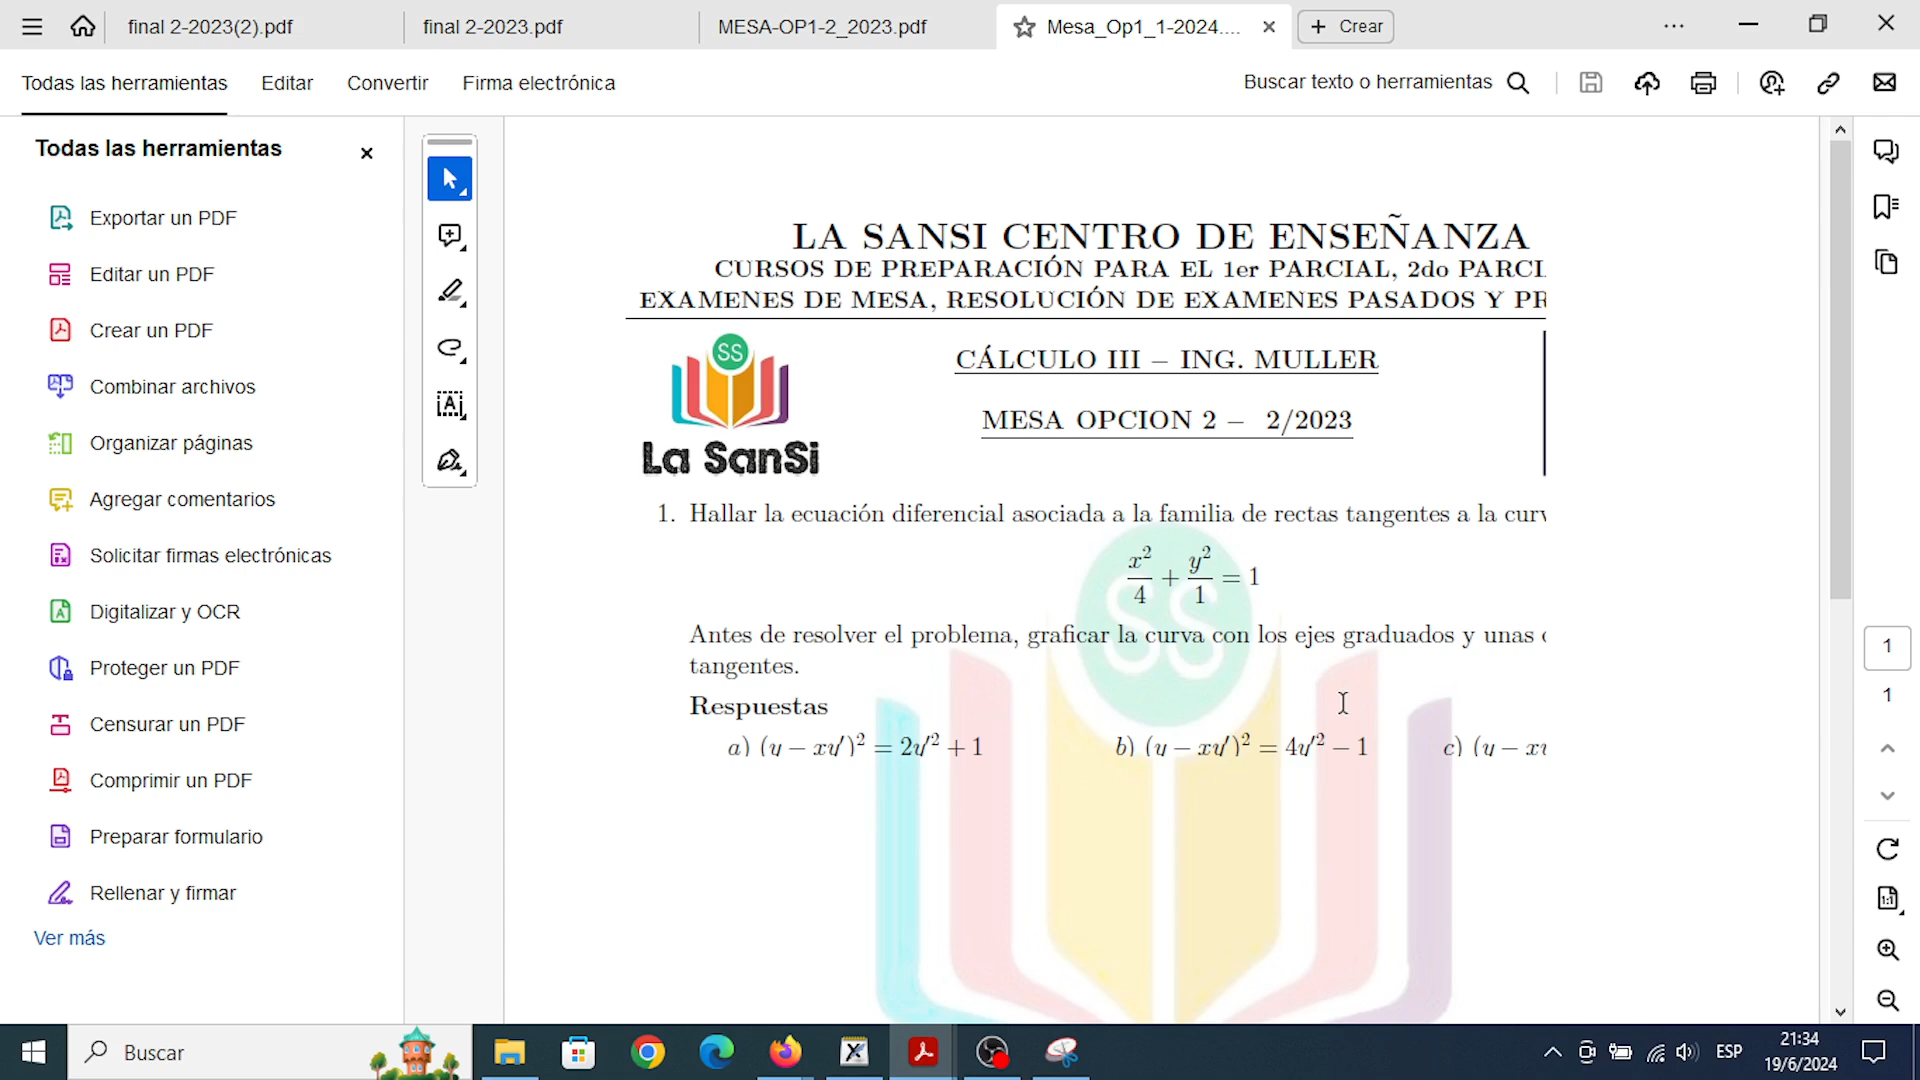 final 2-2023(2).pdf
final 2-2023.pdf
MESA-OP1-2_2023.pdf
Mesa_Op1_1-2024....
Crear
Todas las herramientas
Editar
Convertir
Firma electrónica
Buscar texto o herramientas
Todas las herramientas
Exportar un PDF
Editar un PDF
Crear un PDF
Combinar archivos
Organizar páginas
Agregar comentarios
Solicitar firmas electrónicas
Digitalizar y OCR
Proteger un PDF
Censurar un PDF
Comprimir un PDF
Preparar formulario
Rellenar y firmar
Ver más
LA SANSI CENTRO DE ENSEÑANZA
CURSOS DE PREPARACIÓN PARA EL 1er PARCIAL, 2do PARCI
EXAMENES DE MESA, RESOLUCIÓN DE EXAMENES PASADOS Y PR
SS
La SanSi
CÁLCULO III – ING. MULLER
MESA OPCION 2 – 2/2023
1. Hallar la ecuación diferencial asociada a la familia de rectas tangentes a la curv
x²/4 + y²/1 = 1
Antes de resolver el problema, graficar la curva con los ejes graduados y unas
tangentes.
Respuestas
a) (y − xy′)² = 2y′² + 1
b) (y − xy′)² = 4y′² − 1
c) (y − xy
SS
1
1
Buscar
ESP
21:34
19/6/2024